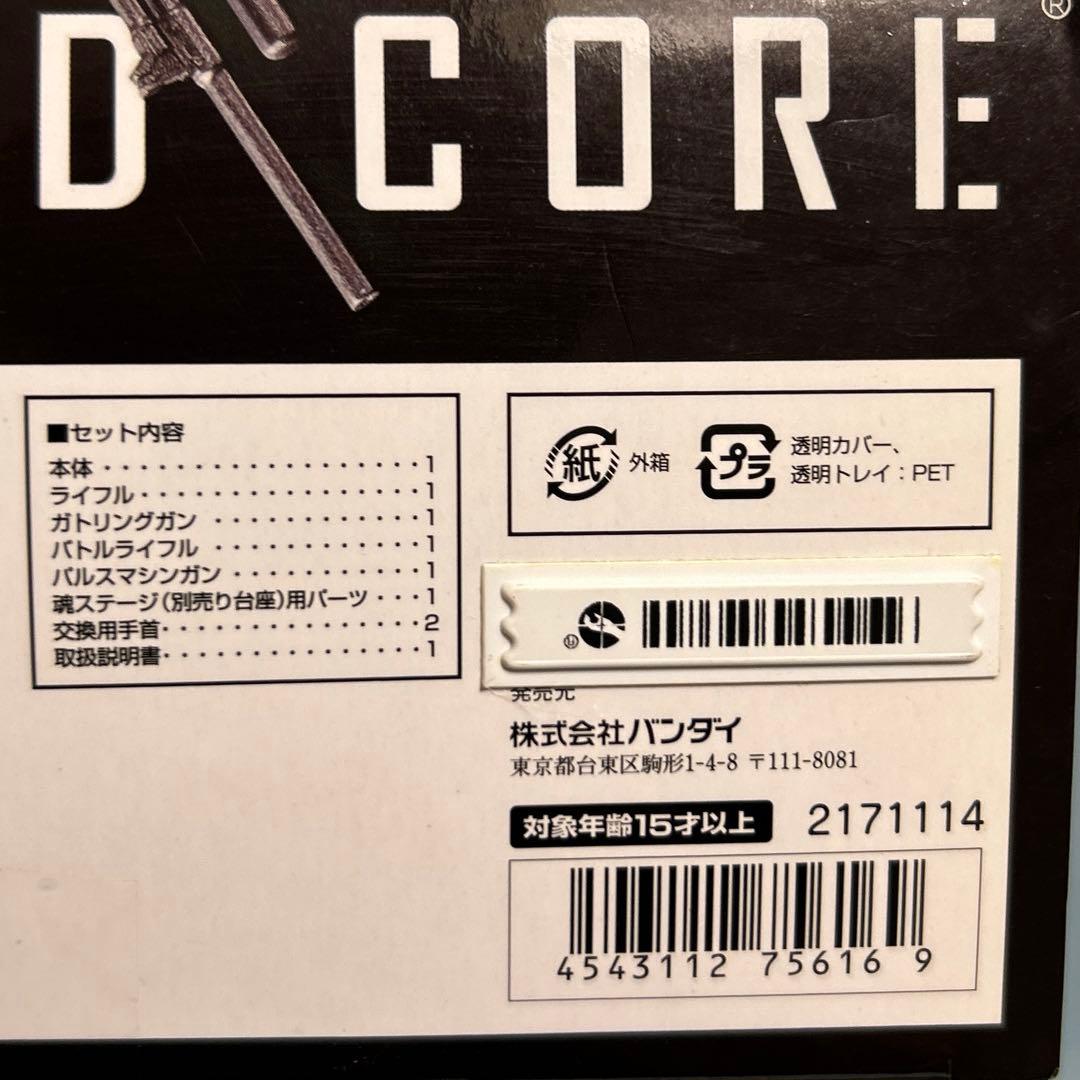 D CORE®
■セット内容
本体・・・・・・・・・・・・・・・・・・1
ライフル・・・・・・・・・・・・・・・・1
ガトリングガン ・・・・・・・・・・・・1
バトルライフル ・・・・・・・・・・・・1
パルスマシンガン ・・・・・・・・・・・1
魂ステージ(別売り台座)用パーツ・・・1
交換用手首・・・・・・・・・・・・・・・2
取扱説明書・・・・・・・・・・・・・・・1
紙 外箱
プラ 透明カバー、
透明トレイ:PET
発売元
株式会社バンダイ
東京都台東区駒形1-4-8 〒111-8081
対象年齢15才以上 2171114
4543112 75616 9